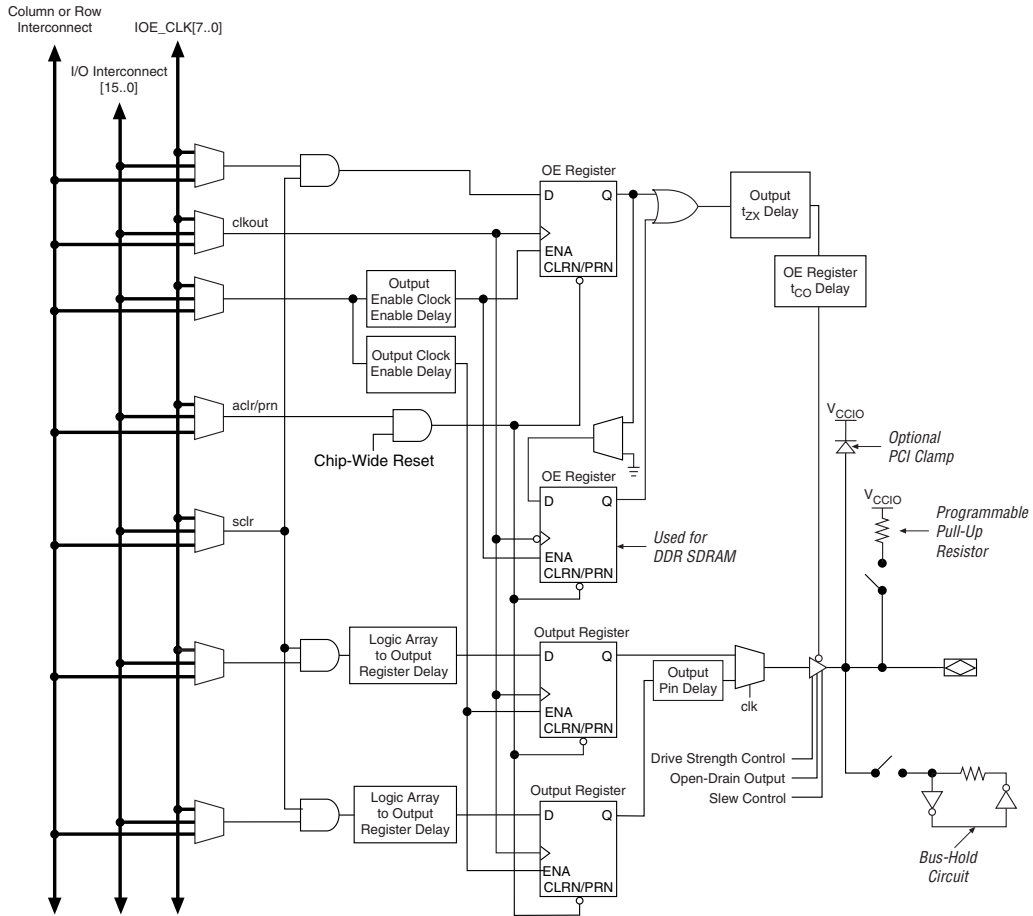 Column or Row
Interconnect
IOE_CLK[7..0]
I/O Interconnect
[15..0]
OE Register
D
Q
ENA
CLRN/PRN
Output
tZX Delay
OE Register
tCO Delay
clkout
Output
Enable Clock
Enable Delay
Output Clock
Enable Delay
aclr/prn
Chip-Wide Reset
VCCIO
Optional
PCI Clamp
OE Register
D
Q
ENA
CLRN/PRN
Used for
DDR SDRAM
VCCIO
Programmable
Pull-Up
Resistor
sclr
Logic Array
to Output
Register Delay
Output Register
D
Q
ENA
CLRN/PRN
Output
Pin Delay
clk
Drive Strength Control
Open-Drain Output
Slew Control
Logic Array
to Output
Register Delay
Output Register
D
Q
ENA
CLRN/PRN
Bus-Hold
Circuit